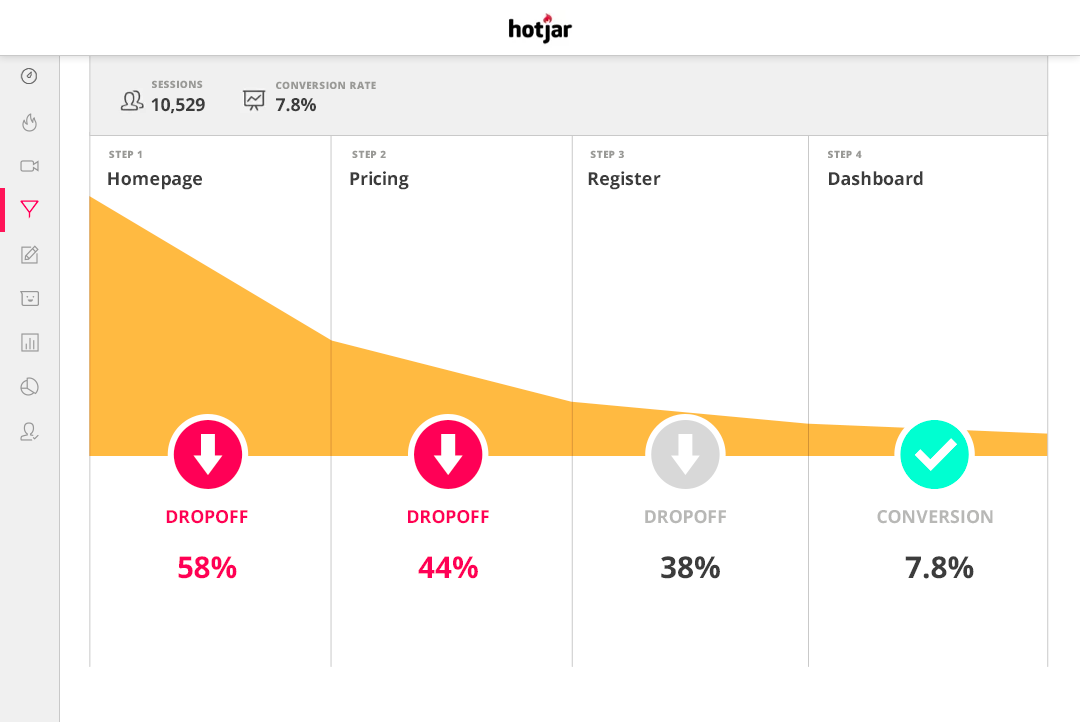 hotjar
SESSIONS
10,529
CONVERSION RATE
7.8%
STEP 1
Homepage
STEP 2
Pricing
STEP 3
Register
STEP 4
Dashboard
DROPOFF
58%
DROPOFF
44%
DROPOFF
38%
CONVERSION
7.8%